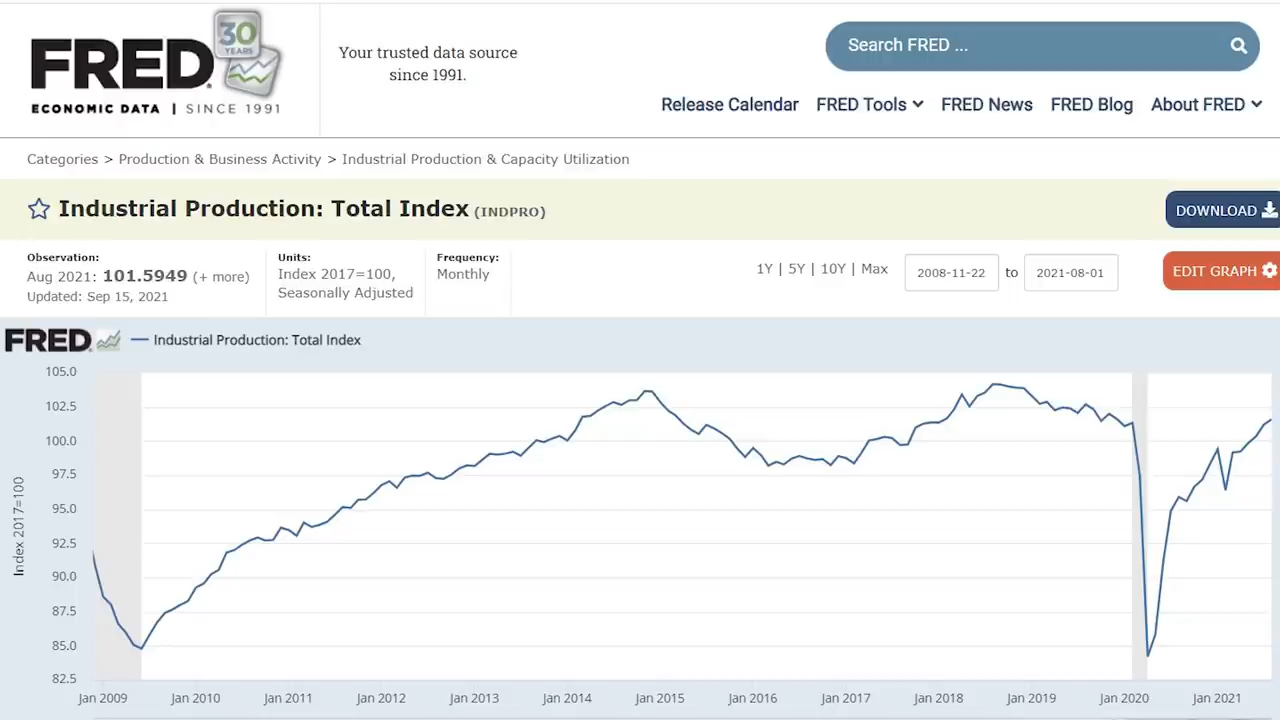 FRED
30
YEARS
ECONOMIC DATA | SINCE 1991
Your trusted data source
since 1991.
Search FRED ...
Release Calendar FRED Tools FRED News FRED Blog About FRED
Categories > Production & Business Activity > Industrial Production & Capacity Utilization
Industrial Production: Total Index (INDPRO)
DOWNLOAD
Observation:
Aug 2021: 101.5949 (+ more)
Updated: Sep 15, 2021
Units:
Index 2017=100,
Seasonally Adjusted
Frequency:
Monthly
1Y | 5Y | 10Y | Max
2008-11-22 to 2021-08-01
EDIT GRAPH
FRED
Industrial Production: Total Index
105.0
102.5
100.0
97.5
95.0
92.5
90.0
87.5
85.0
82.5
Index 2017=100
Jan 2009 Jan 2010 Jan 2011 Jan 2012 Jan 2013 Jan 2014 Jan 2015 Jan 2016 Jan 2017 Jan 2018 Jan 2019 Jan 2020 Jan 2021